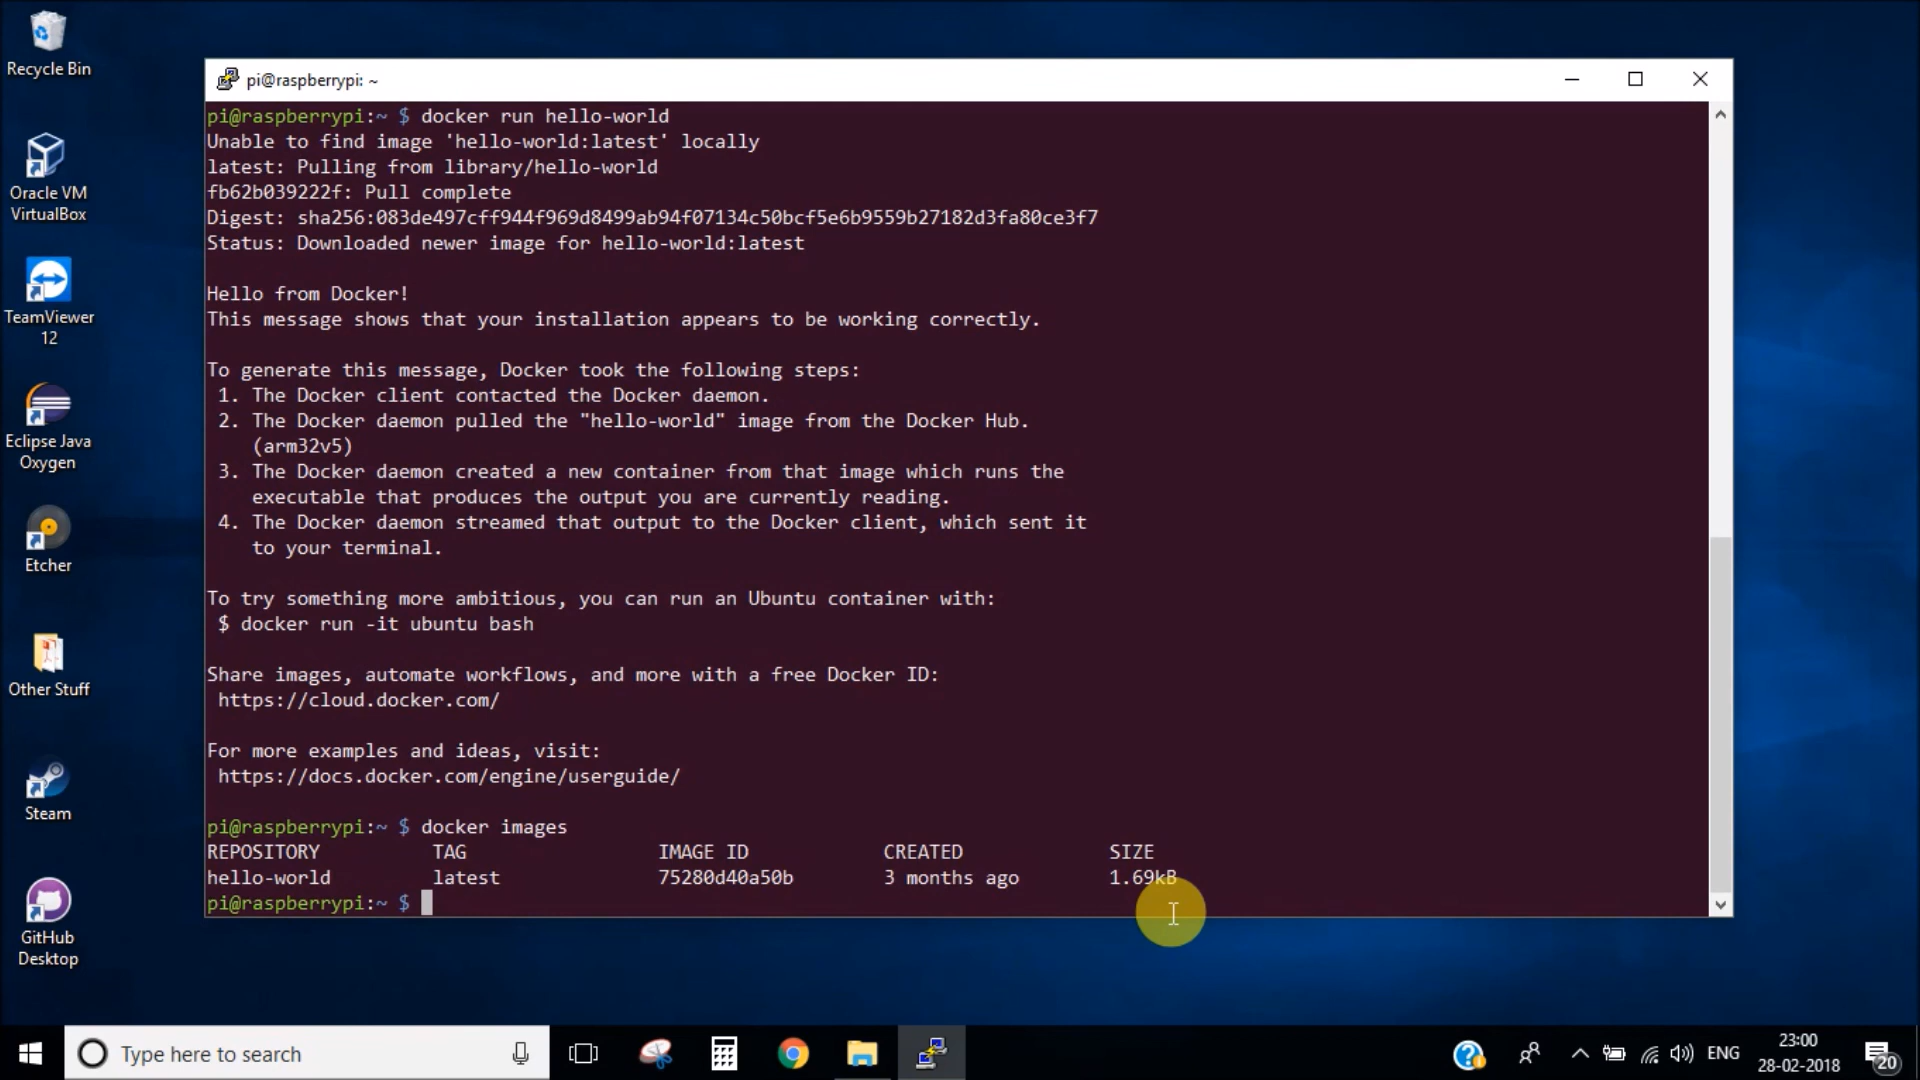 Recycle Bin
Oracle VM
VirtualBox
TeamViewer
12
Eclipse Java
Oxygen
Etcher
Other Stuff
Steam
GitHub
Desktop
pi@raspberrypi: ~
pi@raspberrypi:~ $ docker run hello-world
Unable to find image 'hello-world:latest' locally
latest: Pulling from library/hello-world
fb62b039222f: Pull complete
Digest: sha256:083de497cff944f969d8499ab94f07134c50bcf5e6b9559b27182d3fa80ce3f7
Status: Downloaded newer image for hello-world:latest
Hello from Docker!
This message shows that your installation appears to be working correctly.
To generate this message, Docker took the following steps:
1. The Docker client contacted the Docker daemon.
2. The Docker daemon pulled the "hello-world" image from the Docker Hub.
(arm32v5)
3. The Docker daemon created a new container from that image which runs the
executable that produces the output you are currently reading.
4. The Docker daemon streamed that output to the Docker client, which sent it
to your terminal.
To try something more ambitious, you can run an Ubuntu container with:
$ docker run -it ubuntu bash
Share images, automate workflows, and more with a free Docker ID:
https://cloud.docker.com/
For more examples and ideas, visit:
https://docs.docker.com/engine/userguide/
pi@raspberrypi:~ $ docker images
REPOSITORY TAG IMAGE ID CREATED SIZE
hello-world latest 75280d40a50b 3 months ago 1.69kB
pi@raspberrypi:~ $
Type here to search
ENG
23:00
28-02-2018
20